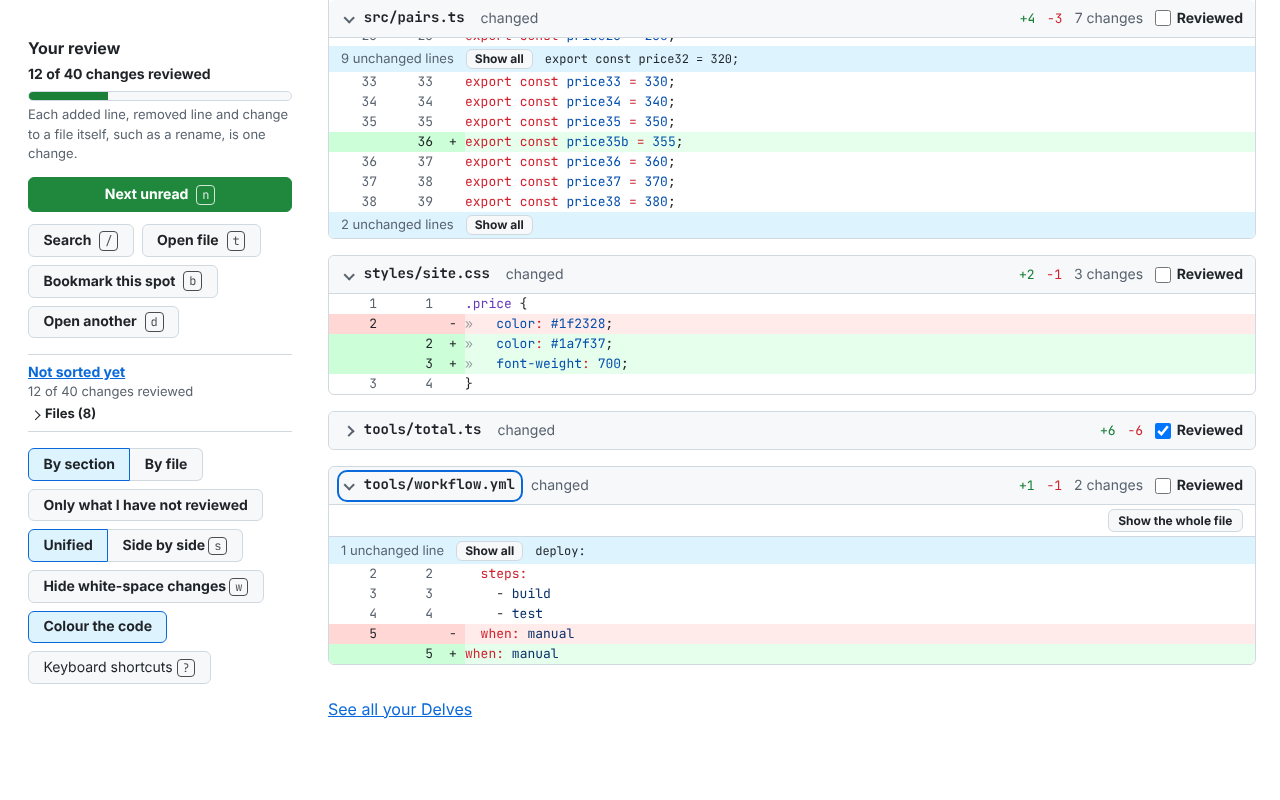 Your review
12 of 40 changes reviewed
Each added line, removed line and change
to a file itself, such as a rename, is one
change.
Next unread n
Search / Open file t
Bookmark this spot b
Open another d
Not sorted yet
12 of 40 changes reviewed
Files (8)
By section By file
Only what I have not reviewed
Unified Side by side s
Hide white-space changes w
Colour the code
Keyboard shortcuts ?
src/pairs.ts changed +4 -3 7 changes Reviewed
9 unchanged lines Show all export const price32 = 320;
33 33 export const price33 = 330;
34 34 export const price34 = 340;
35 35 export const price35 = 350;
36 + export const price35b = 355;
36 37 export const price36 = 360;
37 38 export const price37 = 370;
38 39 export const price38 = 380;
2 unchanged lines Show all
styles/site.css changed +2 -1 3 changes Reviewed
1 1 .price {
2 - » color: #1f2328;
2 + » color: #1a7f37;
3 + » font-weight: 700;
3 4 }
tools/total.ts changed +6 -6 Reviewed
tools/workflow.yml changed +1 -1 2 changes Reviewed
Show the whole file
1 unchanged line Show all deploy:
2 2 steps:
3 3 - build
4 4 - test
5 - when: manual
5 + when: manual
See all your Delves